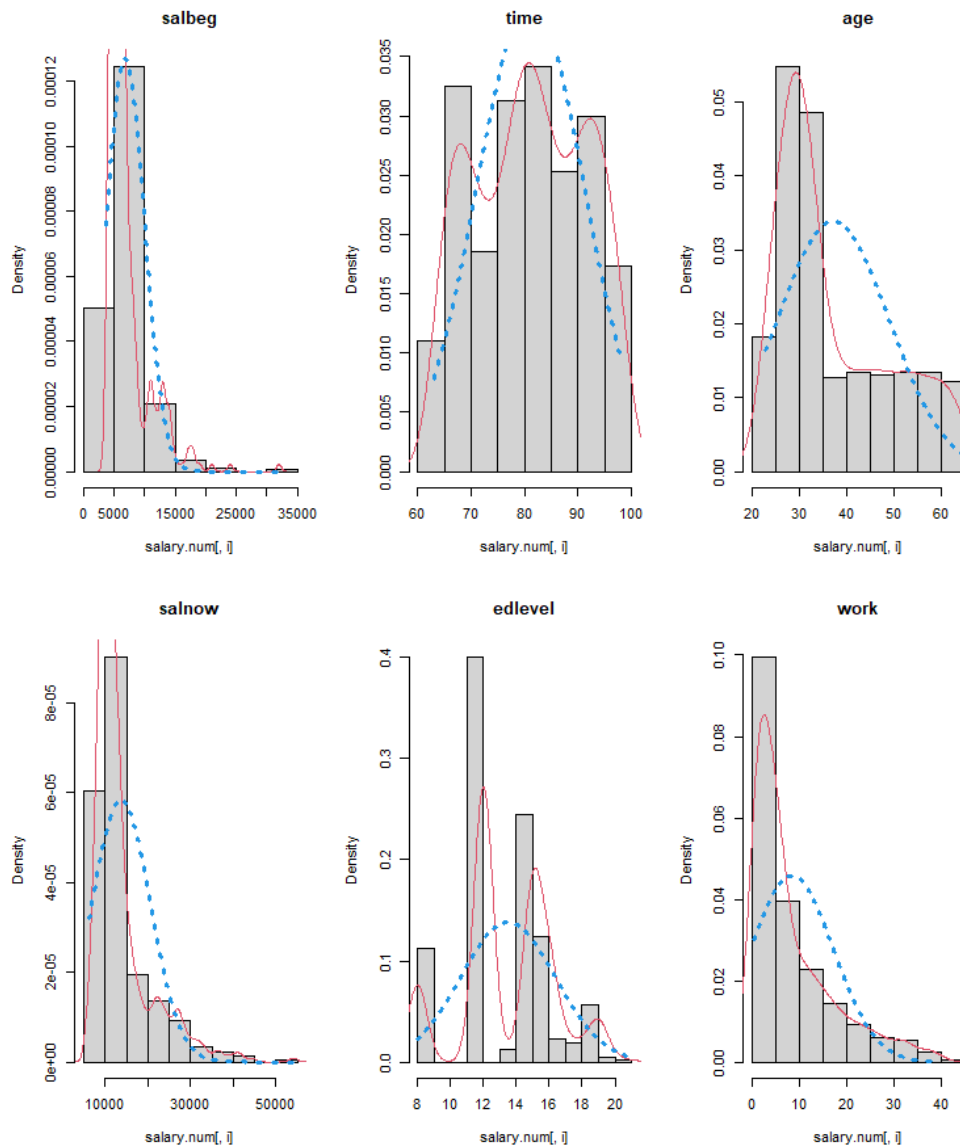 salbeg
Density
0.00000 0.00002 0.00004 0.00006 0.00008 0.00010 0.00012
0 5000 15000 25000 35000
salary.num[, i]
time
Density
0.000 0.005 0.010 0.015 0.020 0.025 0.030 0.035
60 70 80 90 100
salary.num[, i]
age
Density
0.00 0.01 0.02 0.03 0.04 0.05
20 30 40 50 60
salary.num[, i]
salnow
Density
0e+00 2e-05 4e-05 6e-05 8e-05
10000 30000 50000
salary.num[, i]
edlevel
Density
0.0 0.1 0.2 0.3 0.4
8 10 12 14 16 18 20
salary.num[, i]
work
Density
0.00 0.02 0.04 0.06 0.08 0.10
0 10 20 30 40
salary.num[, i]